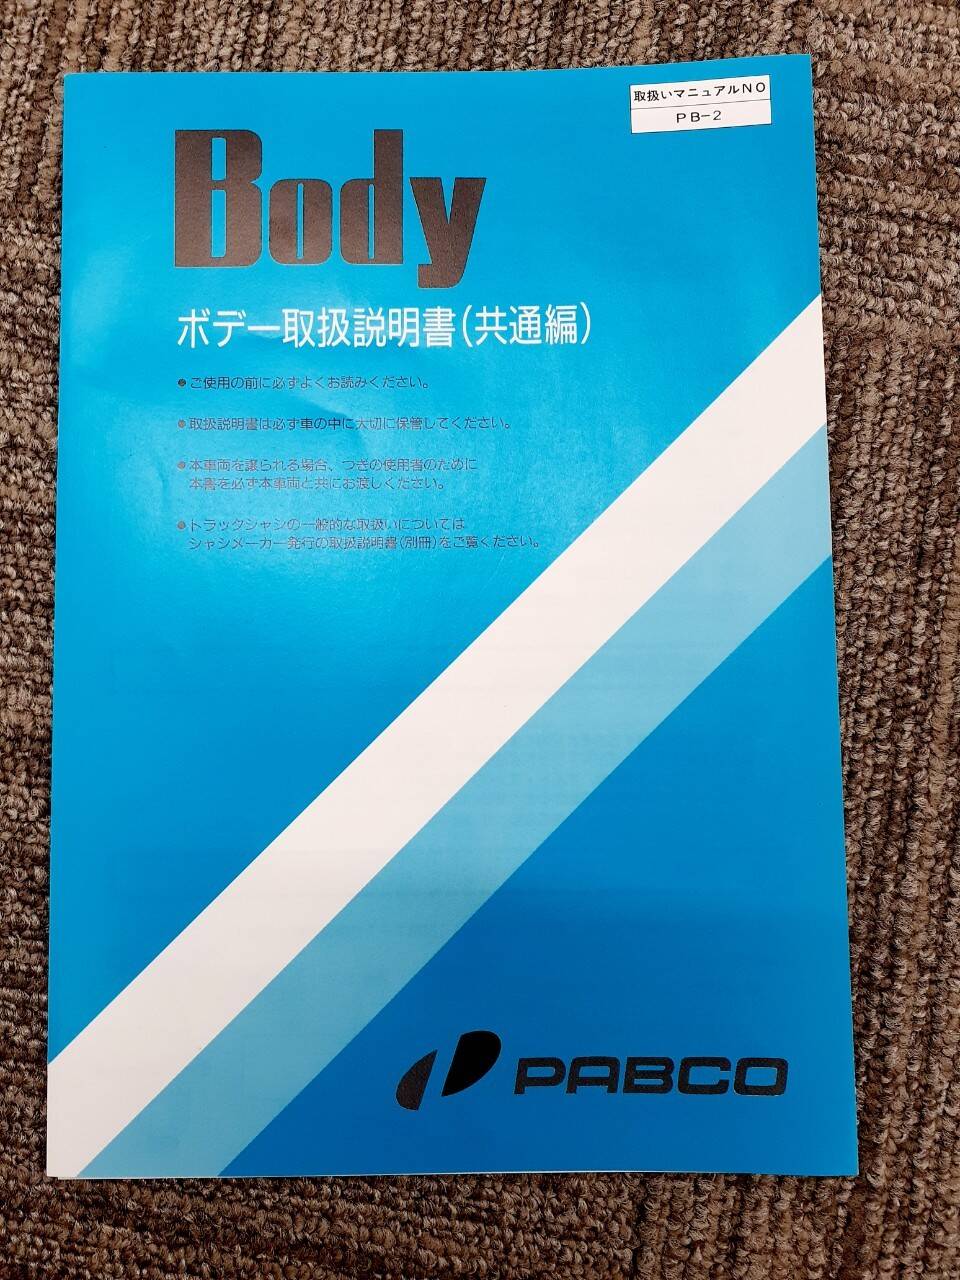 取扱いマニュアルNO
PB-2
Body
ボデー取扱説明書(共通編)
●ご使用の前に必ずよくお読みください。
●取扱説明書は必ず車の中に大切に保管してください。
●本車両を譲られる場合、つぎの使用者のために
本書を必ず本車両と共にお渡しください。
●トラックシャシの一般的な取扱いについては
シャシメーカー発行の取扱説明書(別冊)をご覧ください。
PABCO